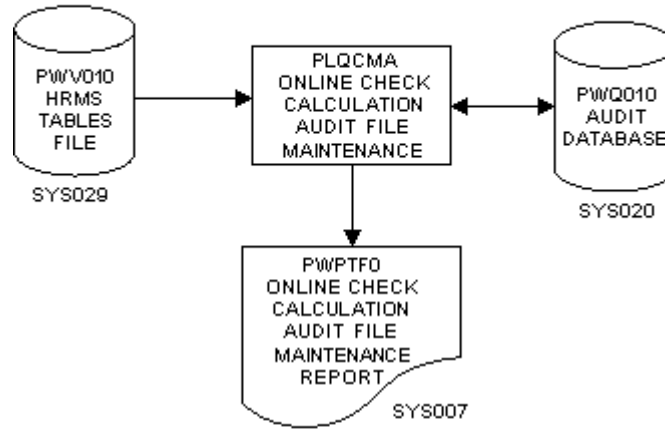 PWV010
HRMS
TABLES
FILE
SYS029
PLQCMA
ONLINE CHECK
CALCULATION
AUDIT FILE
MAINTENANCE
PWQ010
AUDIT
DATABASE
SYS020
PWPTF0
ONLINE CHECK
CALCULATION
AUDIT FILE
MAINTENANCE
REPORT
SYS007